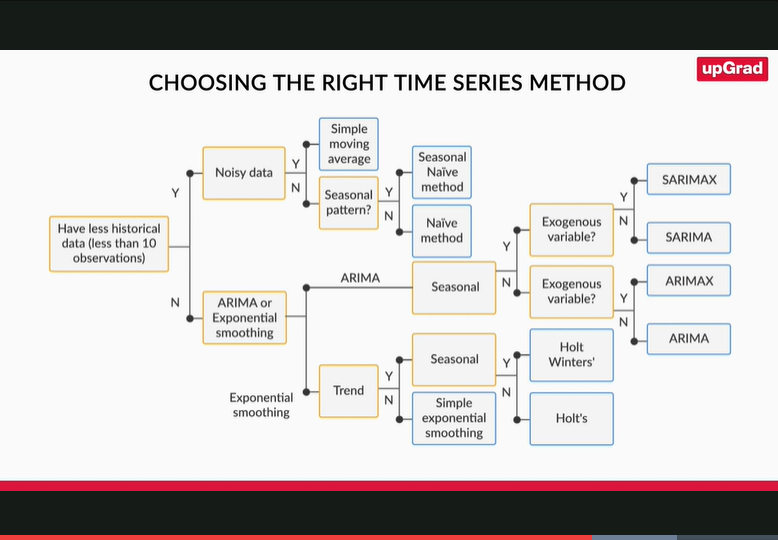 upGrad
CHOOSING THE RIGHT TIME SERIES METHOD
Have less historical
data (less than 10
observations)
Y
N
Noisy data
Y
N
Simple
moving
average
Seasonal
pattern?
Y
N
Seasonal
Naïve
method
Naïve
method
ARIMA or
Exponential
smoothing
ARIMA
Seasonal
Y
N
Exogenous
variable?
Y
N
SARIMAX
SARIMA
Exogenous
variable?
Y
N
ARIMAX
ARIMA
Exponential
smoothing
Trend
Y
N
Seasonal
Y
N
Holt
Winters'
Holt's
Simple
exponential
smoothing